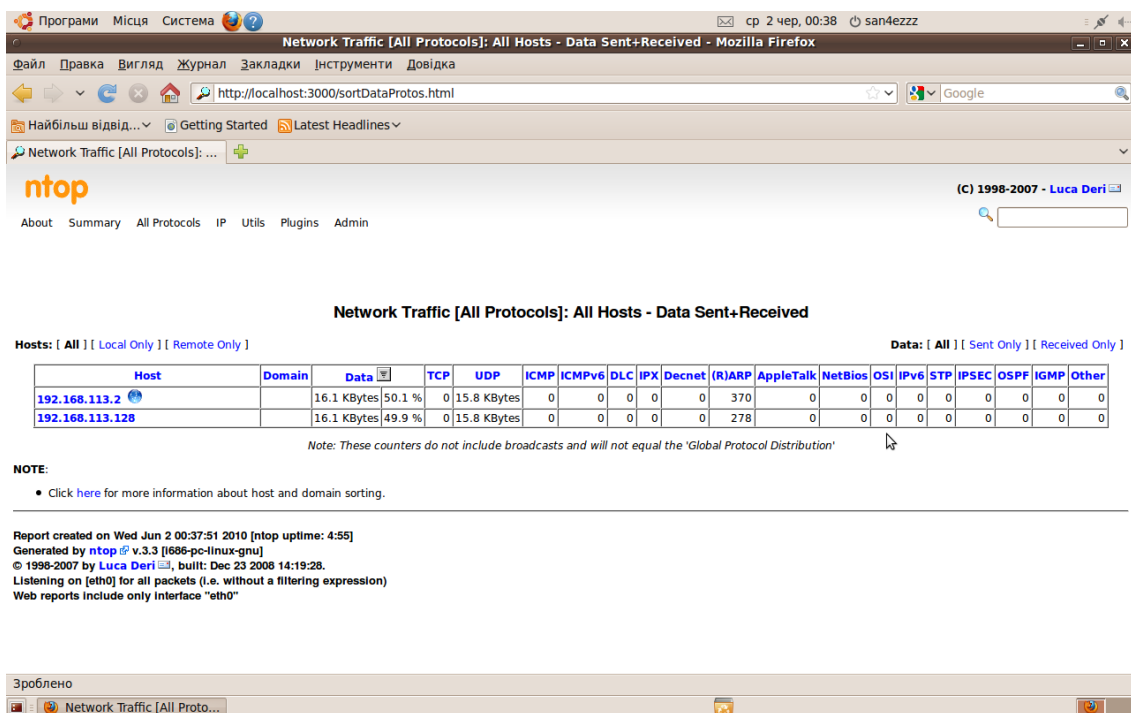 Програми Місця Система ср 2 чер, 00:38 san4ezzz
Network Traffic [All Protocols]: All Hosts - Data Sent+Received - Mozilla Firefox
Файл Правка Вигляд Журнал Закладки Інструменти Довідка
http://localhost:3000/sortDataProtos.html Google
Найбільш відвід... Getting Started Latest Headlines
Network Traffic [All Protocols]: ...
ntop
(C) 1998-2007 - Luca Deri
About Summary All Protocols IP Utils Plugins Admin
Network Traffic [All Protocols]: All Hosts - Data Sent+Received
Hosts: [ All ] [ Local Only ] [ Remote Only ] Data: [ All ] [ Sent Only ] [ Received Only ]
Host Domain Data TCP UDP ICMP ICMPv6 DLC IPX Decnet (R)ARP AppleTalk NetBios OSI IPv6 STP IPSEC OSPF IGMP Other
192.168.113.2 16.1 KBytes 50.1 % 0 15.8 KBytes 0 0 0 0 0 370 0 0 0 0 0 0 0 0 0
192.168.113.128 16.1 KBytes 49.9 % 0 15.8 KBytes 0 0 0 0 0 278 0 0 0 0 0 0 0 0 0
Note: These counters do not include broadcasts and will not equal the 'Global Protocol Distribution'
NOTE:
• Click here for more information about host and domain sorting.
Report created on Wed Jun 2 00:37:51 2010 [ntop uptime: 4:55]
Generated by ntop v.3.3 [i686-pc-linux-gnu]
© 1998-2007 by Luca Deri, built: Dec 23 2008 14:19:28.
Listening on [eth0] for all packets (i.e. without a filtering expression)
Web reports include only interface "eth0"
Зроблено
Network Traffic [All Proto...